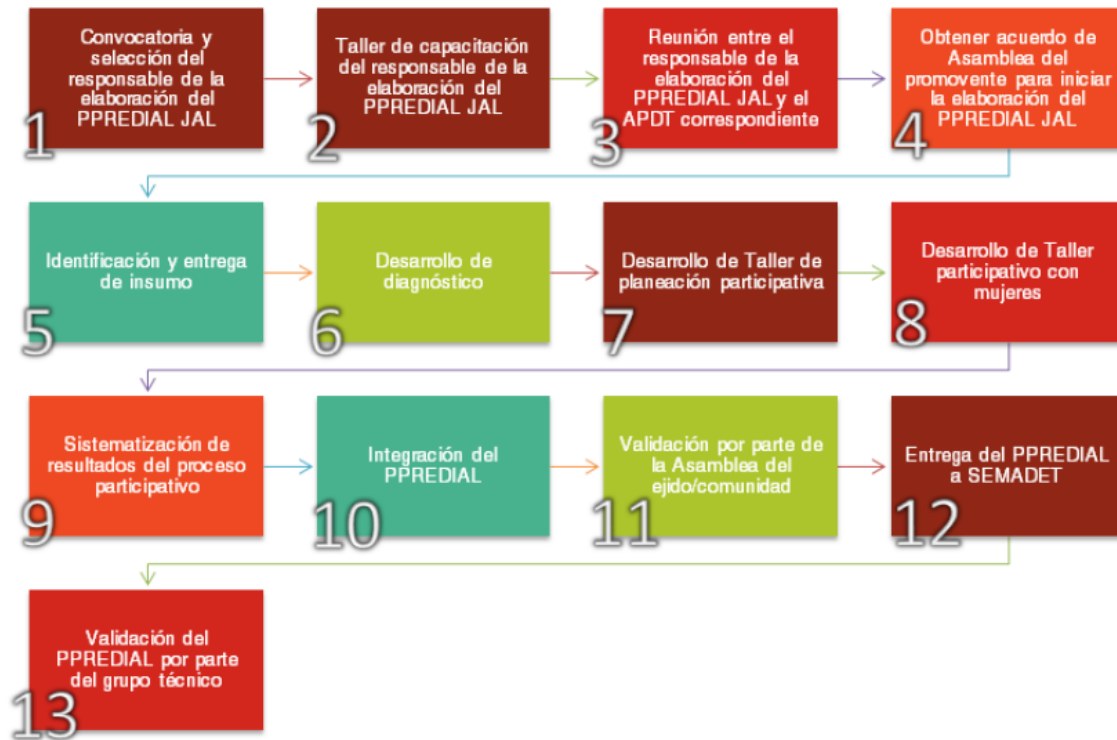 Convocatoria y
selección del
responsable de la
elaboración del
PPREDIAL JAL
1
Taller de capacitación
del responsable de la
elaboración del
PPREDIAL JAL
2
Reunión entre el
responsable de la
elaboración del
PPREDIAL JAL y el
APDT correspondiente
3
Obtener acuerdo de
Asamblea del
promovente para iniciar
la elaboración del
PPREDIAL JAL
4
Identificación y entrega
de insumo
5
Desarrollo de
diagnóstico
6
Desarrollo de Taller de
planeación participativa
7
Desarrollo de Taller
participativo con
mujeres
8
Sistematización de
resultados del proceso
participativo
9
Integración del
PPREDIAL
10
Validación por parte de
la Asamblea del
ejido/comunidad
11
Entrega del PPREDIAL
a SEMADET
12
Validación del
PPREDIAL por parte
del grupo técnico
13